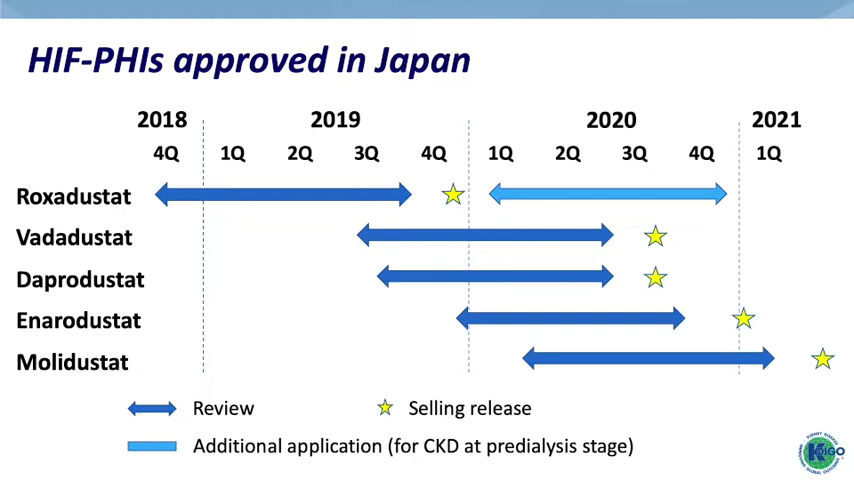 HIF-PHIs approved in Japan
2018 2019 2020 2021
4Q 1Q 2Q 3Q 4Q 1Q 2Q 3Q 4Q 1Q
Roxadustat
Vadadustat
Daprodustat
Enarodustat
Molidustat
Review Selling release
Additional application (for CKD at predialysis stage)
KDIGO